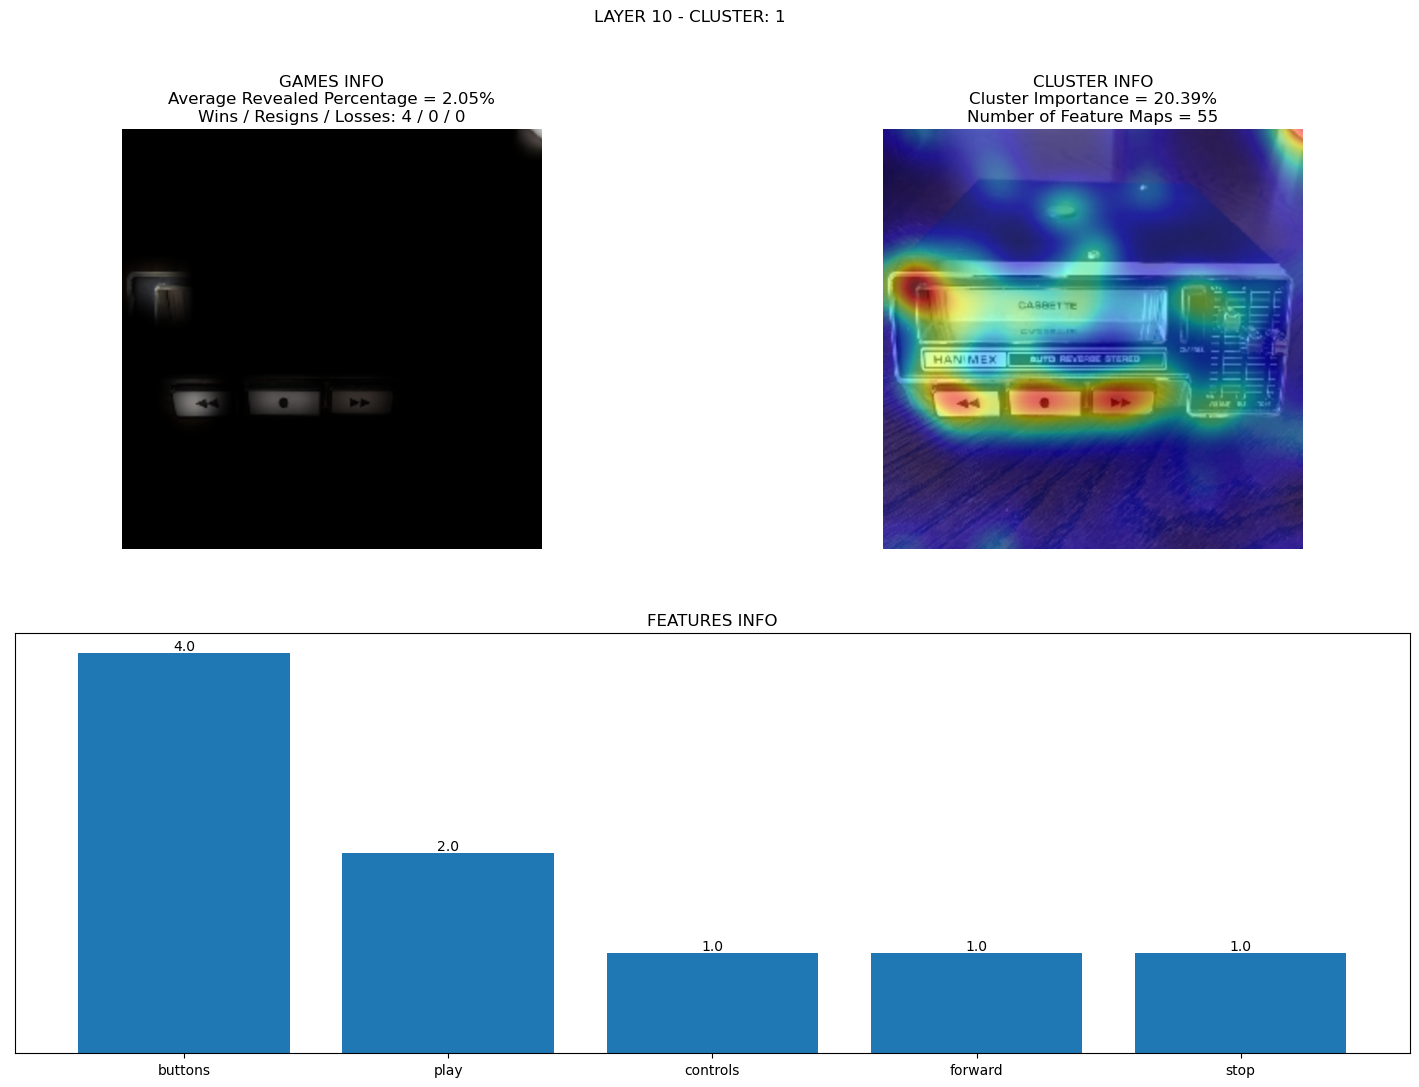 LAYER 10 - CLUSTER: 1
GAMES INFO
Average Revealed Percentage = 2.05%
Wins / Resigns / Losses: 4 / 0 / 0
CLUSTER INFO
Cluster Importance = 20.39%
Number of Feature Maps = 55
CASSETTE
HANIMEX AUTO REVERSE STEREO
FEATURES INFO
4.0
2.0
1.0
1.0
1.0
buttons
play
controls
forward
stop